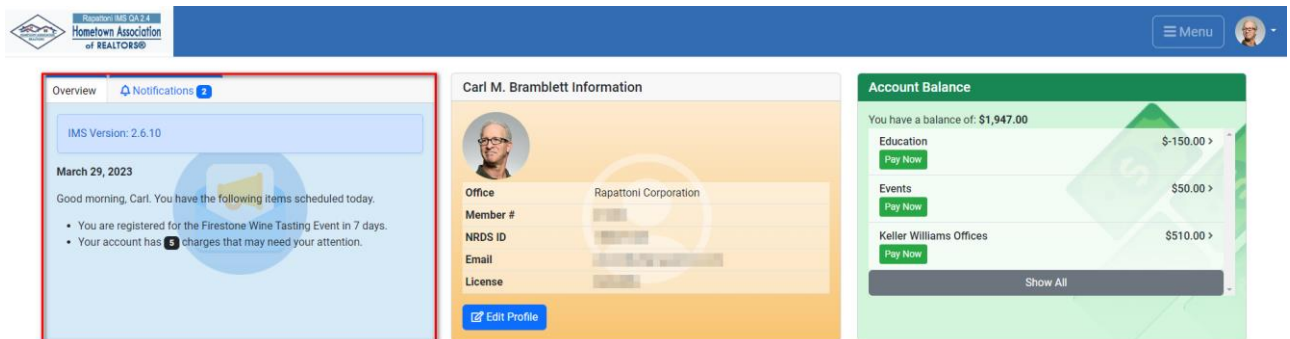 Rapattoni IMS QA 2.4
Hometown Association
of REALTORS®
Menu
Overview
Notifications 2
IMS Version: 2.6.10
March 29, 2023
Good morning, Carl. You have the following items scheduled today.
• You are registered for the Firestone Wine Tasting Event in 7 days.
• Your account has 5 charges that may need your attention.
Carl M. Bramblett Information
Office Rapattoni Corporation
Member #
NRDS ID
Email
License
Edit Profile
Account Balance
You have a balance of: $1,947.00
Education $-150.00 >
Pay Now
Events $50.00 >
Pay Now
Keller Williams Offices $510.00 >
Pay Now
Show All